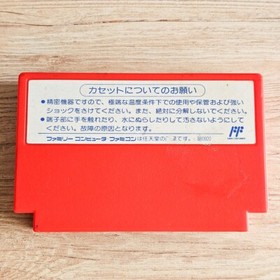 カセットについてのお願い
●精密機器ですので、極端な温度条件下での使用や保管および強い
ショックをさけてください。また、絶対に分解しないでください。
●端子部に手を触れたり、水にぬらしたりして汚さないようにして
ください。故障の原因となります。
ファミリーコンピュータ・ファミコンは任天堂の商標です。